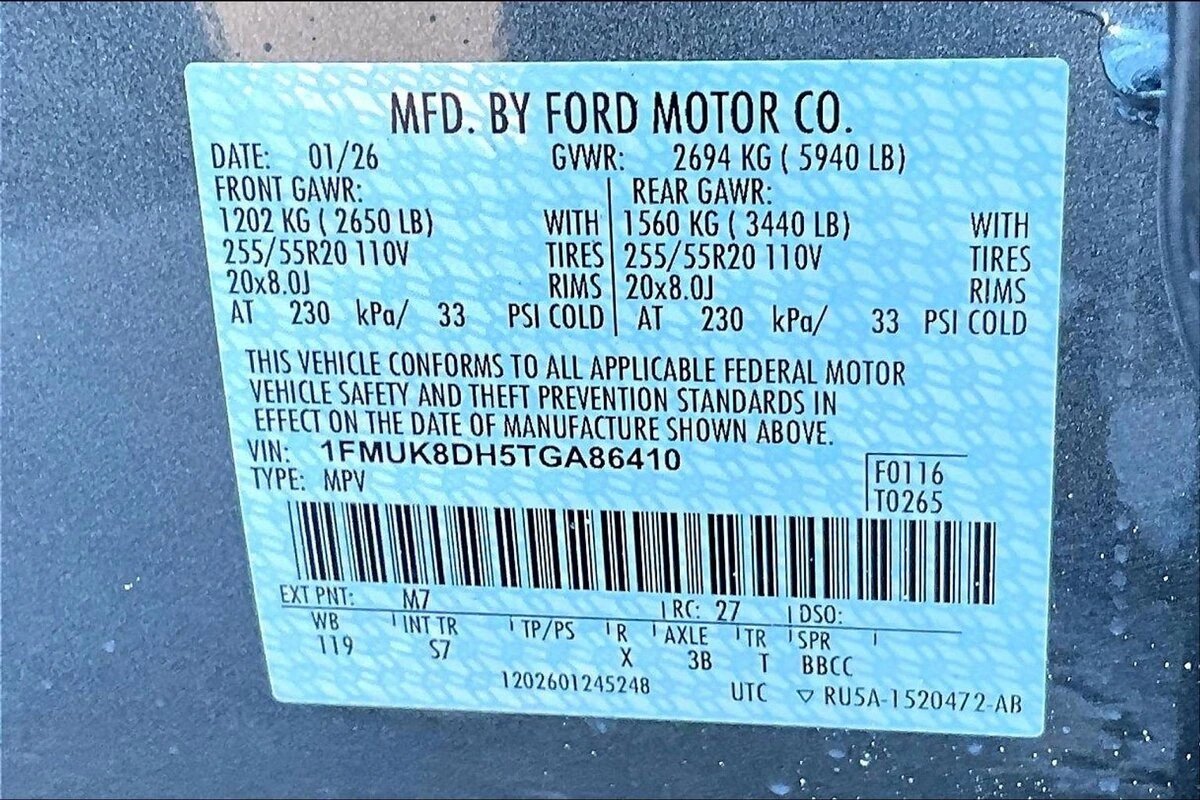 MFD. BY FORD MOTOR CO.
DATE: 01/26 GVWR: 2694 KG ( 5940 LB)
FRONT GAWR: REAR GAWR:
1202 KG ( 2650 LB) WITH 1560 KG ( 3440 LB) WITH
255/55R20 110V TIRES 255/55R20 110V TIRES
20x8.0J RIMS 20x8.0J RIMS
AT 230 kPa/ 33 PSI COLD AT 230 kPa/ 33 PSI COLD
THIS VEHICLE CONFORMS TO ALL APPLICABLE FEDERAL MOTOR
VEHICLE SAFETY AND THEFT PREVENTION STANDARDS IN
EFFECT ON THE DATE OF MANUFACTURE SHOWN ABOVE.
VIN: 1FMUK8DH5TGA86410
TYPE: MPV
F0116
T0265
EXT PNT: M7 RC: 27 DSO:
WB INT TR TP/PS R AXLE TR SPR
119 S7 X 3B T BBCC
1202601245248 UTC ▽ RU5A-1520472-AB